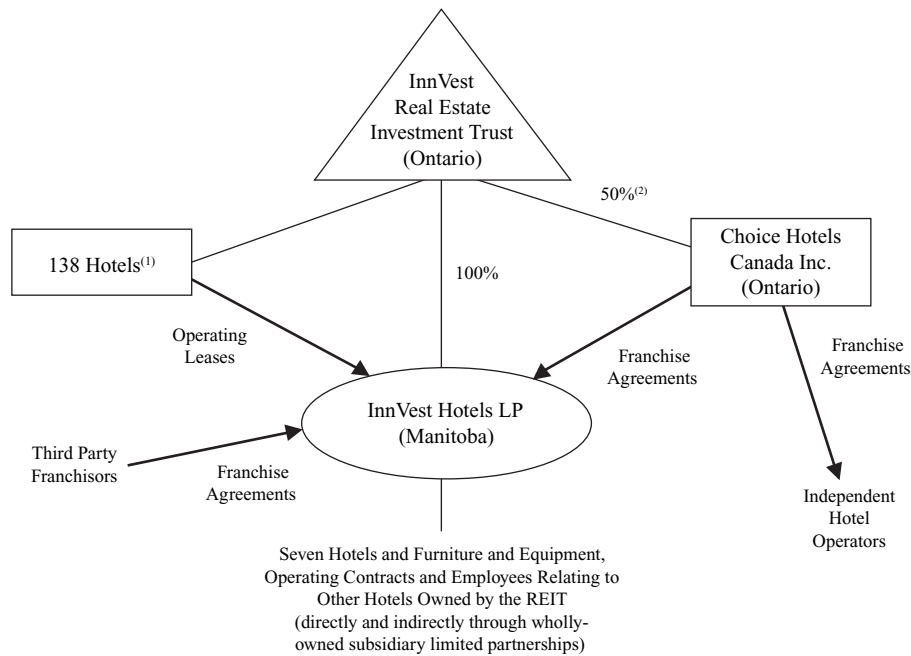 InnVest
Real Estate
Investment Trust
(Ontario)
50%(2)
138 Hotels(1)
100%
Choice Hotels
Canada Inc.
(Ontario)
Operating
Leases
Franchise
Agreements
Franchise
Agreements
InnVest Hotels LP
(Manitoba)
Third Party
Franchisors
Franchise
Agreements
Independent
Hotel
Operators
Seven Hotels and Furniture and Equipment,
Operating Contracts and Employees Relating to
Other Hotels Owned by the REIT
(directly and indirectly through wholly-
owned subsidiary limited partnerships)